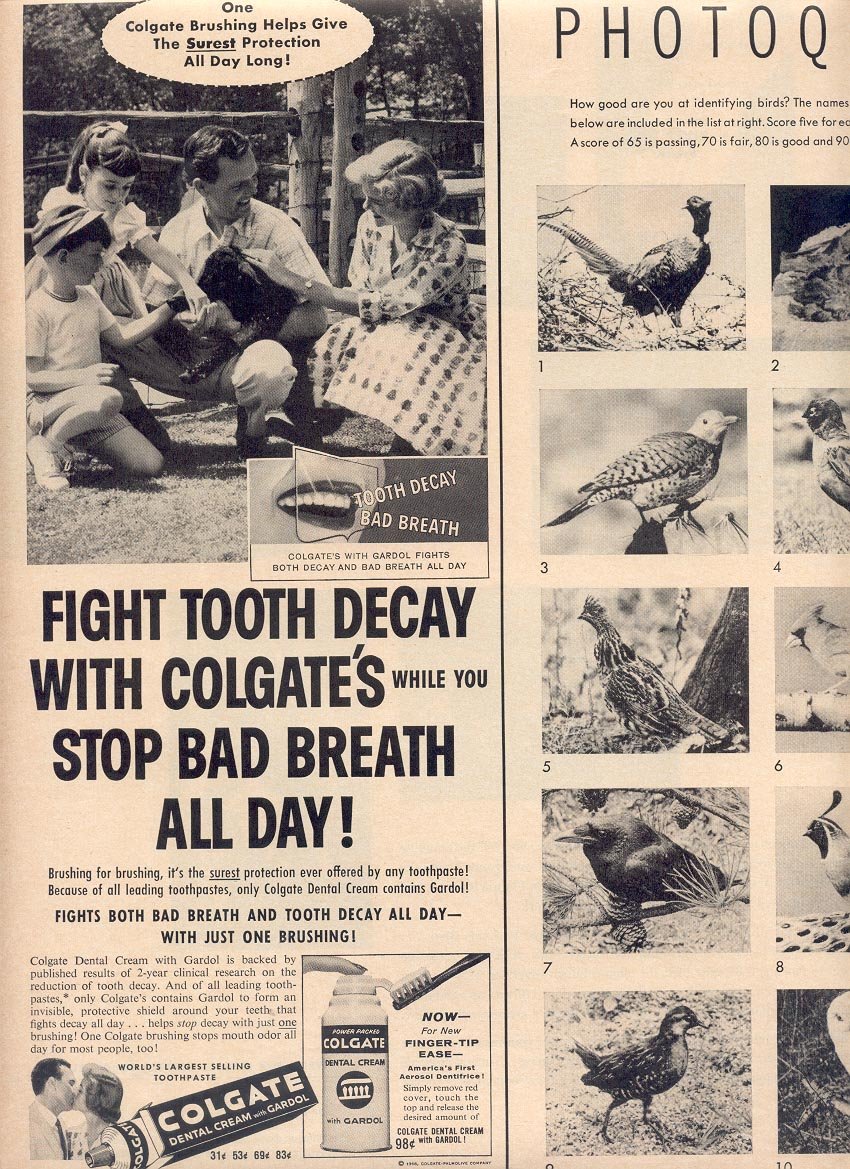 One
Colgate Brushing Helps Give
The Surest Protection
All Day Long!
TOOTH DECAY
BAD BREATH
COLGATE'S WITH GARDOL FIGHTS
BOTH DECAY AND BAD BREATH ALL DAY
FIGHT TOOTH DECAY
WITH COLGATE'S WHILE YOU
STOP BAD BREATH
ALL DAY!
Brushing for brushing, it's the surest protection ever offered by any toothpaste!
Because of all leading toothpastes, only Colgate Dental Cream contains Gardol!
FIGHTS BOTH BAD BREATH AND TOOTH DECAY ALL DAY—
WITH JUST ONE BRUSHING!
Colgate Dental Cream with Gardol is backed by
published results of 2-year clinical research on the
reduction of tooth decay. And of all leading tooth-
pastes,* only Colgate's contains Gardol to form an
invisible, protective shield around your teeth that
fights decay all day . . . helps stop decay with just one
brushing! One Colgate brushing stops mouth odor all
day for most people, too!
WORLD'S LARGEST SELLING
TOOTHPASTE
COLGATE
COLGATE
DENTAL CREAM with GARDOL
31¢ 53¢ 69¢ 83¢
POWER PACKED
COLGATE
DENTAL CREAM
with GARDOL
NOW—
For New
FINGER-TIP
EASE—
America's First
Aerosol Dentifrice!
Simply remove red
cover, touch the
top and release the
desired amount of
COLGATE DENTAL CREAM
98¢ with GARDOL!
© 1956, COLGATE-PALMOLIVE COMPANY
PHOTOQ
How good are you at identifying birds? The names
below are included in the list at right. Score five for ea
A score of 65 is passing, 70 is fair, 80 is good and 90
1
2
3
4
5
6
7
8
9
10